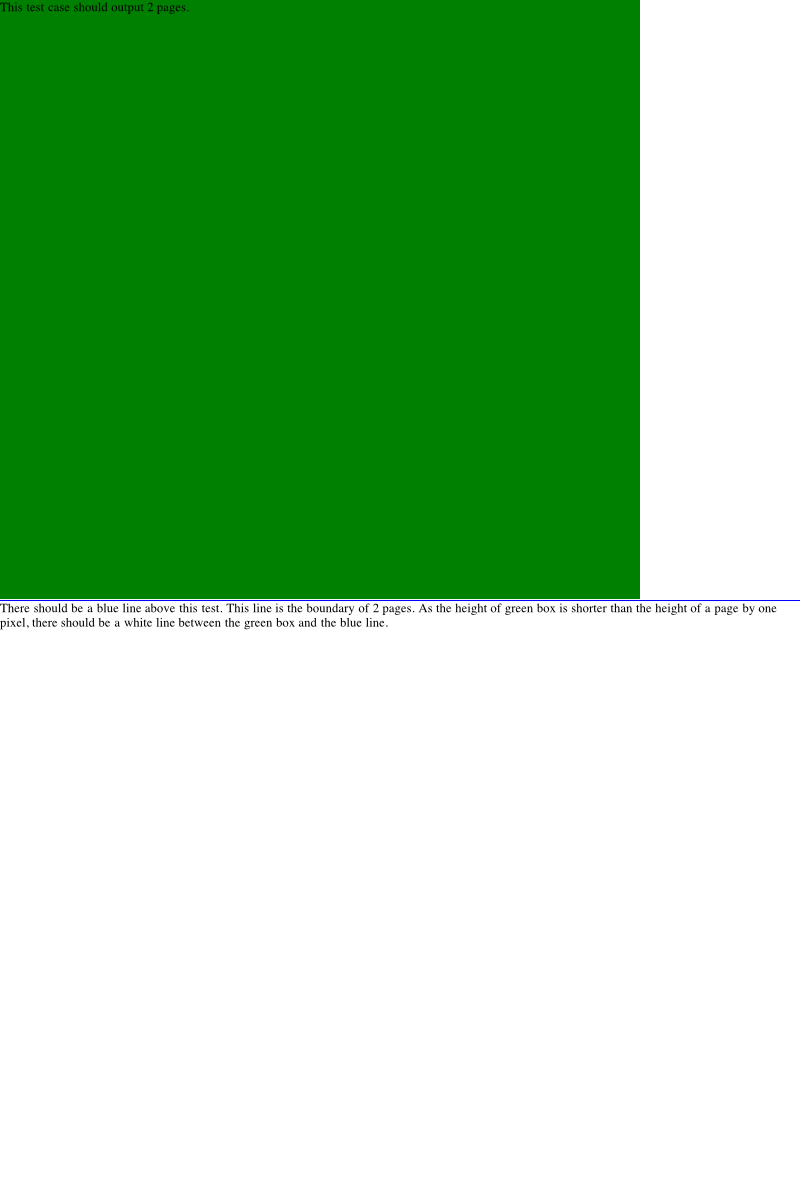 This test case should output 2 pages.
There should be a blue line above this test. This line is the boundary of 2 pages. As the height of green box is shorter than the height of a page by one
pixel, there should be a white line between the green box and the blue line.